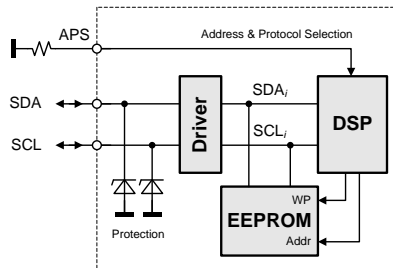 APS
Address & Protocol Selection
SDA
SDAi
SCL
SCLi
Driver
DSP
WP
EEPROM
Addr
Protection